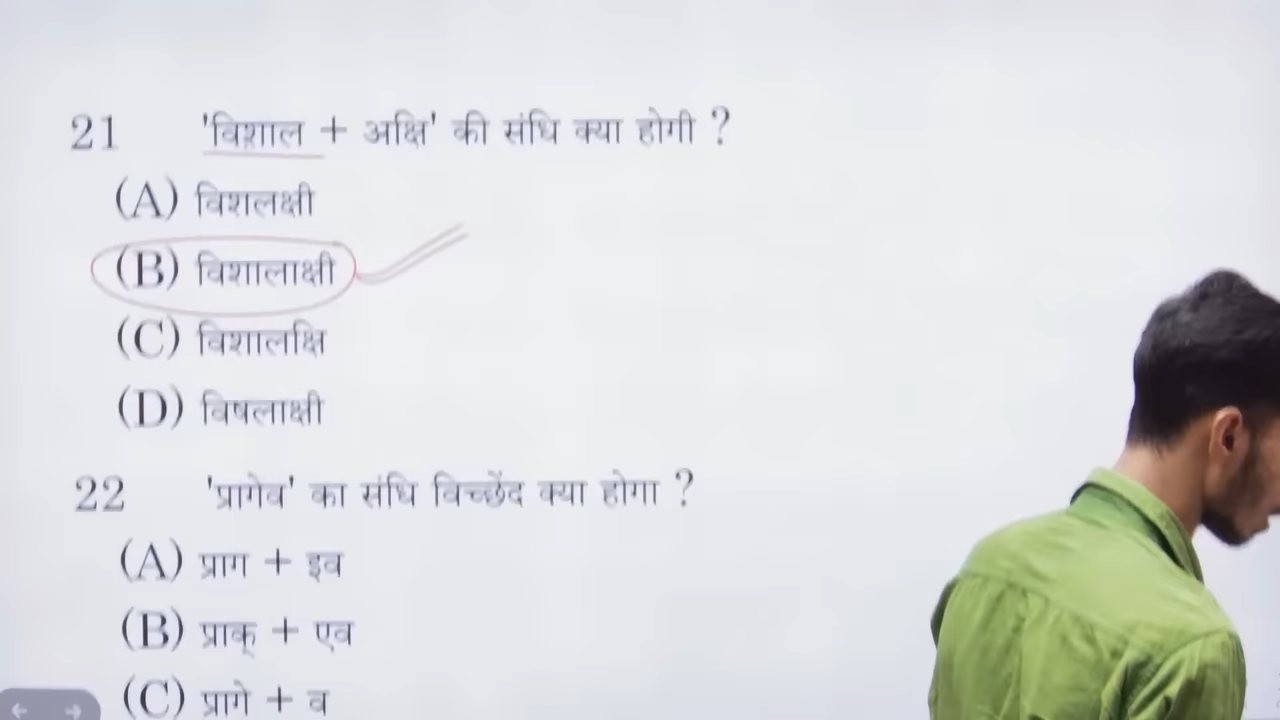 21 'विशाल + अक्षि' की संधि क्या होगी ?
(A) विशलक्षी
(B) विशालाक्षी
(C) विशालक्षि
(D) विषलाक्षी
22 'प्रागेव' का संधि विच्छेंद क्या होगा ?
(A) प्राग + इव
(B) प्राक् + एव
(C) प्रागे + व